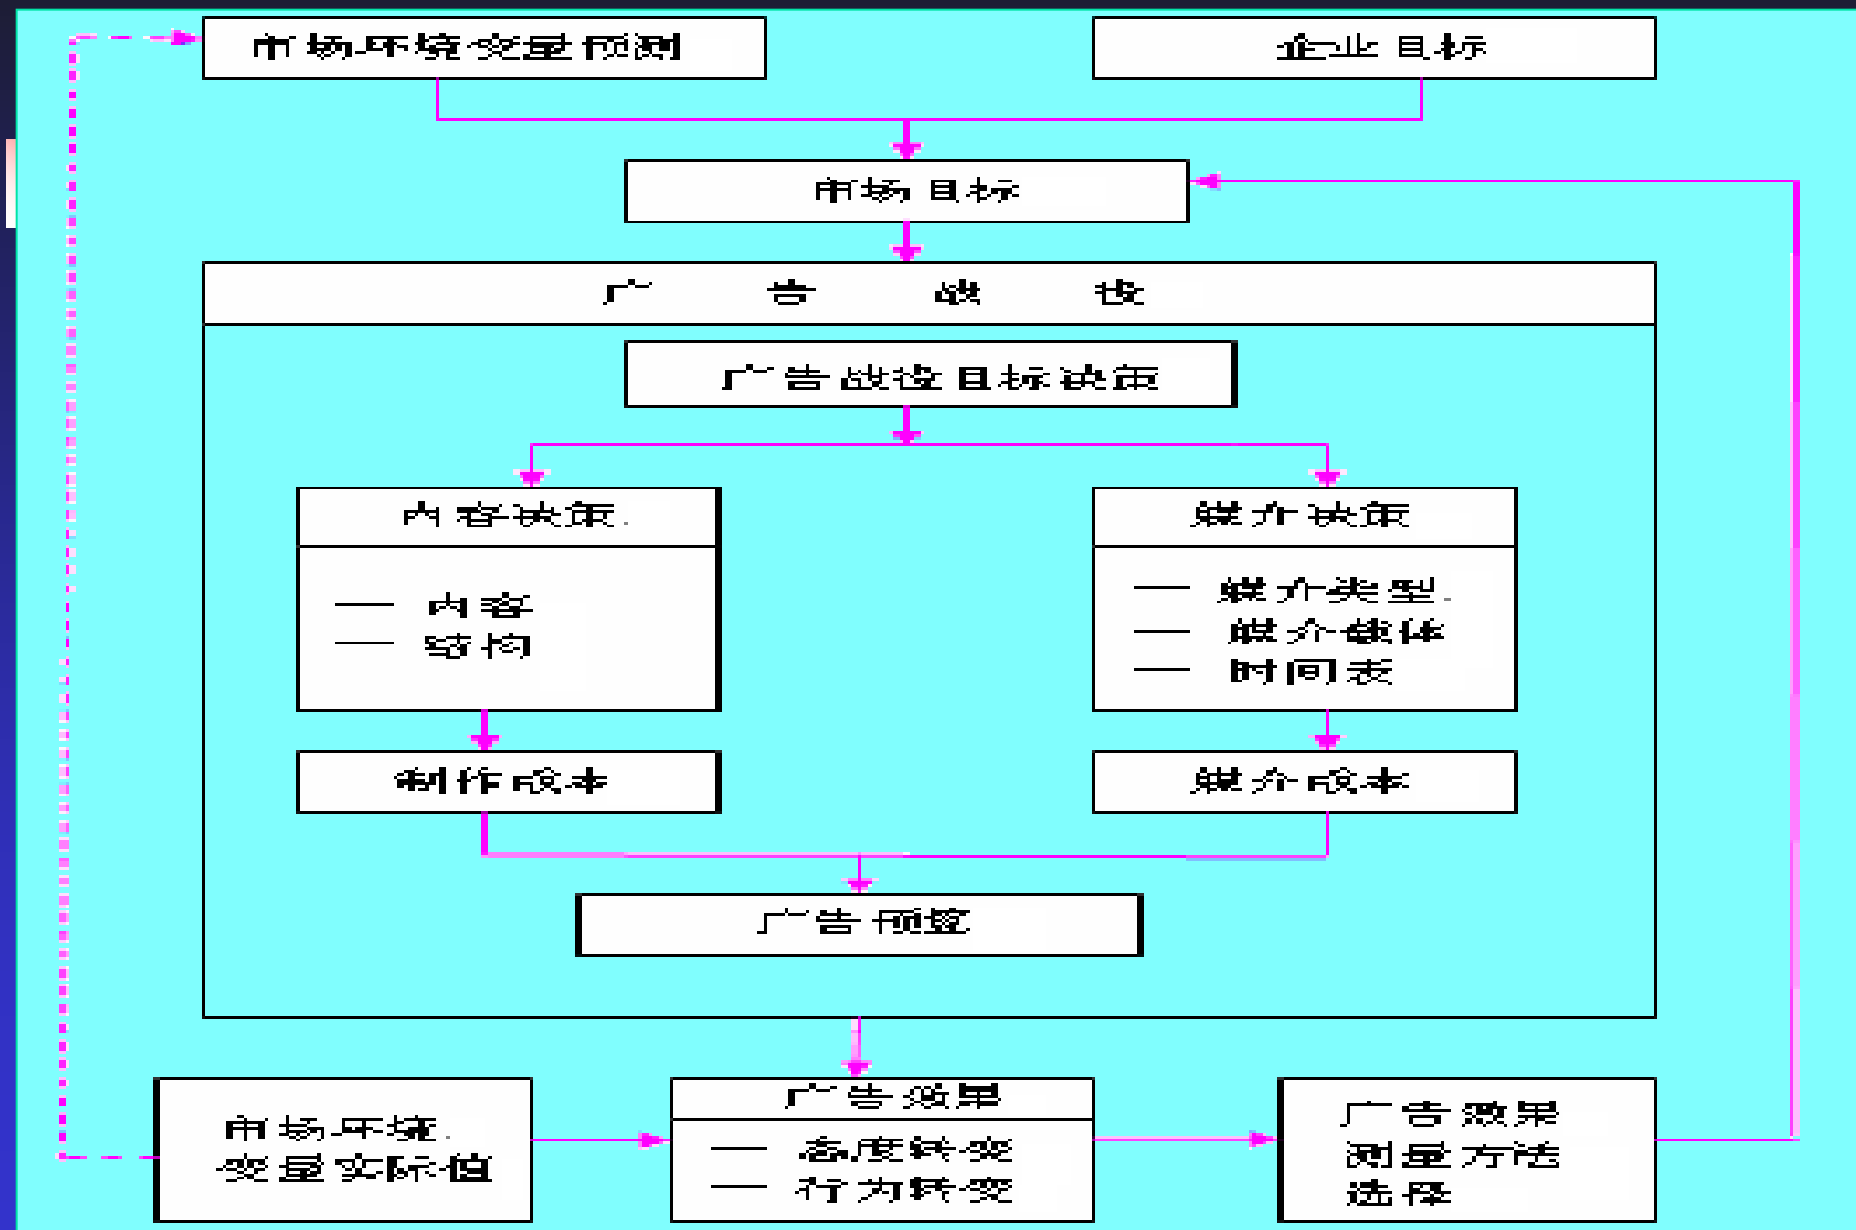 市场环境变量预测
企业目标
市场目标
广 告 战 役
广告战役目标决策
内容决策
— 内容
— 结构
媒介决策
— 媒介类型
— 媒介载体
— 时间表
制作成本
媒介成本
广告预算
市场环境
变量实际值
广告效果
— 态度转变
— 行为转变
广告效果
测量方法
选择